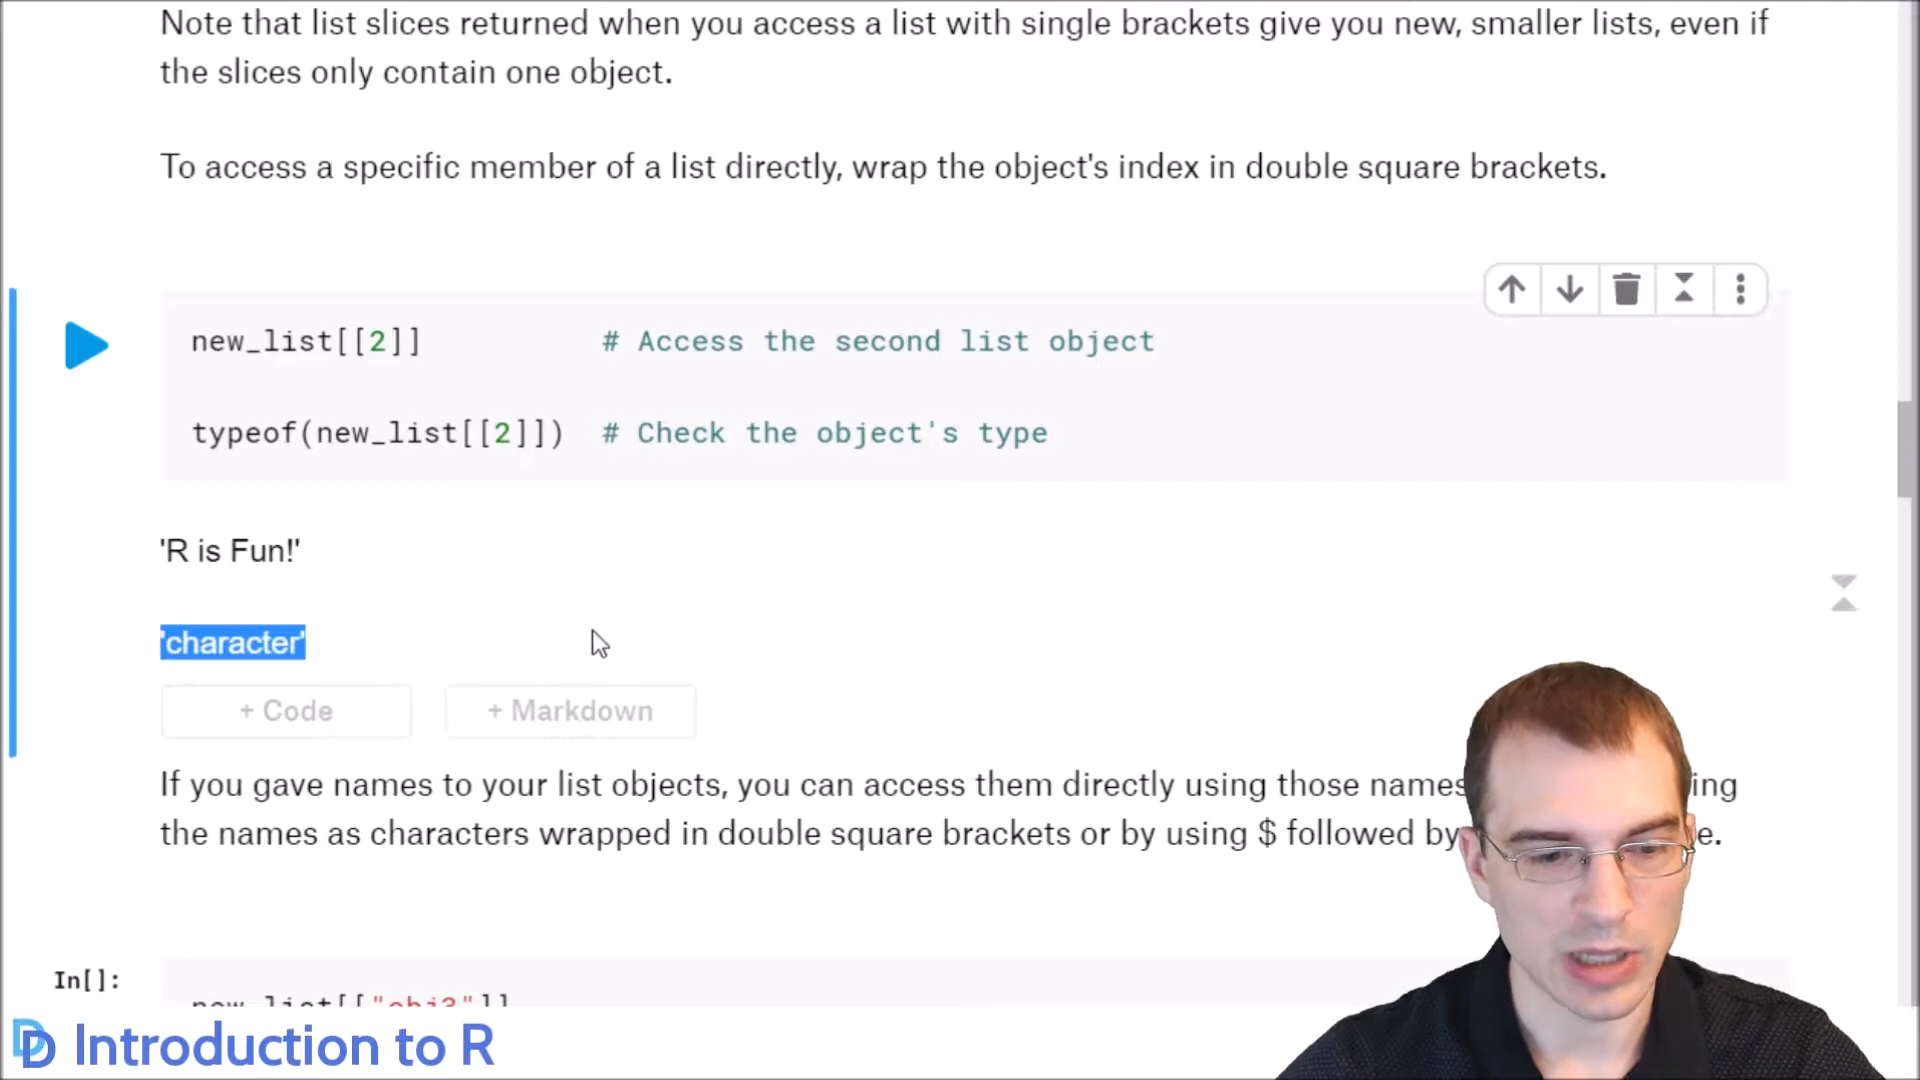 Note that list slices returned when you access a list with single brackets give you new, smaller lists, even if
the slices only contain one object.
To access a specific member of a list directly, wrap the object's index in double square brackets.
new_list[[2]] # Access the second list object
typeof(new_list[[2]]) # Check the object's type
'R is Fun!'
'character'
+ Code + Markdown
If you gave names to your list objects, you can access them directly using those names ing
the names as characters wrapped in double square brackets or by using $ followed by e.
In[]:
new_list[["obj3"]]
D Introduction to R